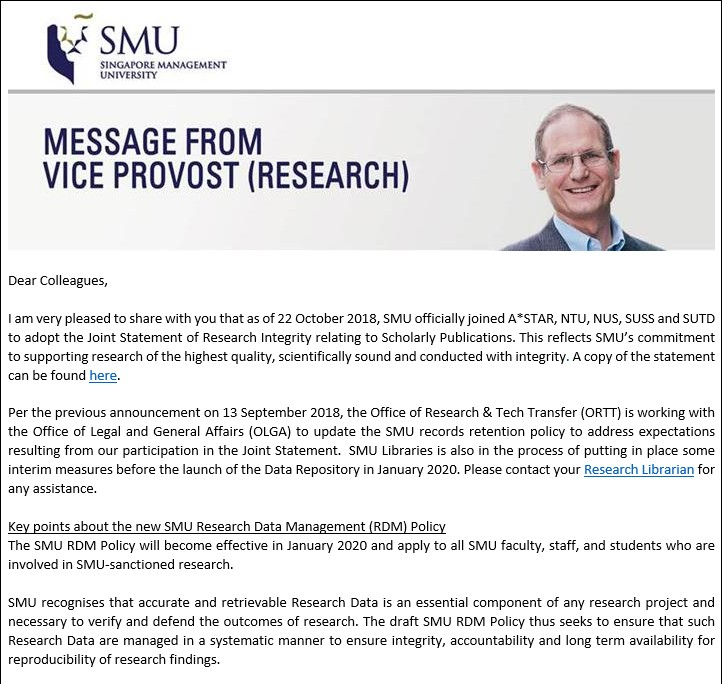 SMU
SINGAPORE MANAGEMENT
UNIVERSITY
MESSAGE FROM
VICE PROVOST (RESEARCH)
Dear Colleagues,
I am very pleased to share with you that as of 22 October 2018, SMU officially joined A*STAR, NTU, NUS, SUSS and SUTD
to adopt the Joint Statement of Research Integrity relating to Scholarly Publications. This reflects SMU's commitment
to supporting research of the highest quality, scientifically sound and conducted with integrity. A copy of the statement
can be found here.
Per the previous announcement on 13 September 2018, the Office of Research & Tech Transfer (ORTT) is working with
the Office of Legal and General Affairs (OLGA) to update the SMU records retention policy to address expectations
resulting from our participation in the Joint Statement. SMU Libraries is also in the process of putting in place some
interim measures before the launch of the Data Repository in January 2020. Please contact your Research Librarian for
any assistance.
Key points about the new SMU Research Data Management (RDM) Policy
The SMU RDM Policy will become effective in January 2020 and apply to all SMU faculty, staff, and students who are
involved in SMU-sanctioned research.
SMU recognises that accurate and retrievable Research Data is an essential component of any research project and
necessary to verify and defend the outcomes of research. The draft SMU RDM Policy thus seeks to ensure that such
Research Data are managed in a systematic manner to ensure integrity, accountability and long term availability for
reproducibility of research findings.